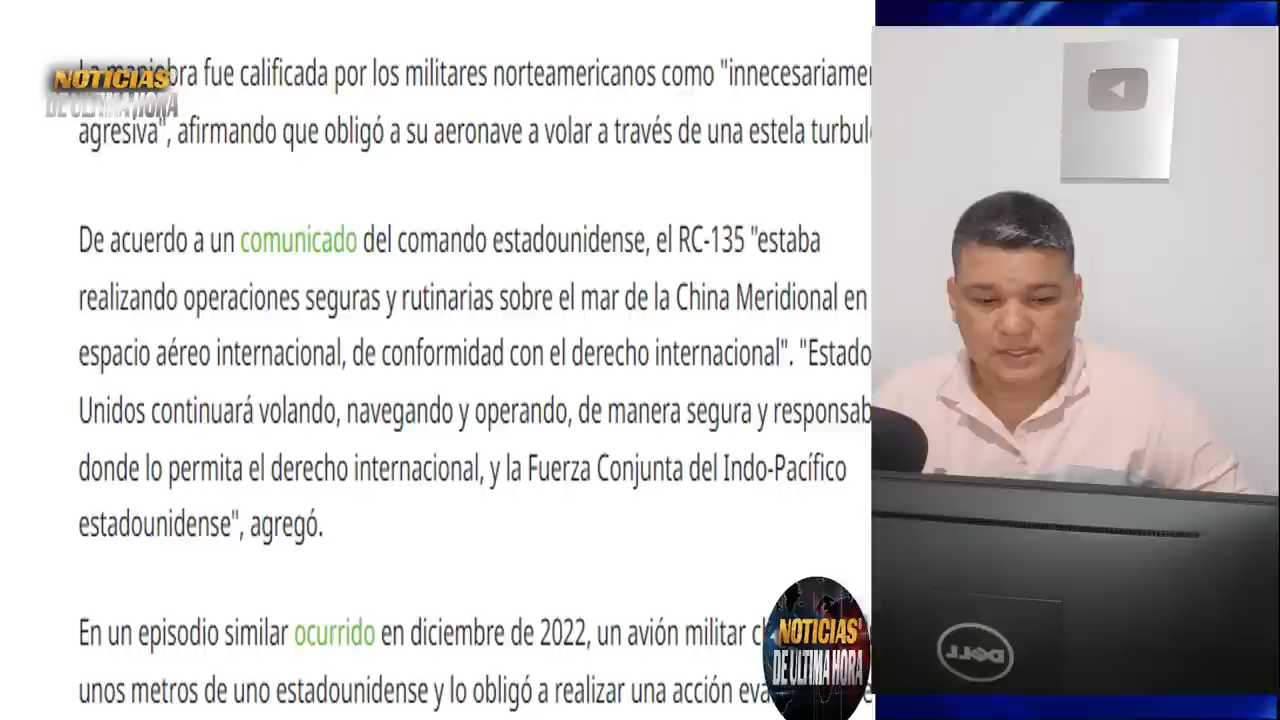 NOTICIAS
DE ULTIMA HORA
La maniobra fue calificada por los militares norteamericanos como "innecesariamen
agresiva", afirmando que obligó a su aeronave a volar a través de una estela turbul
De acuerdo a un comunicado del comando estadounidense, el RC-135 "estaba
realizando operaciones seguras y rutinarias sobre el mar de la China Meridional en
espacio aéreo internacional, de conformidad con el derecho internacional". "Estado
Unidos continuará volando, navegando y operando, de manera segura y responsab
donde lo permita el derecho internacional, y la Fuerza Conjunta del Indo-Pacífico
estadounidense", agregó.
En un episodio similar ocurrido en diciembre de 2022, un avión militar
unos metros de uno estadounidense y lo obligó a realizar una acción
NOTICIAS
DE ULTIMA HORA
DELL